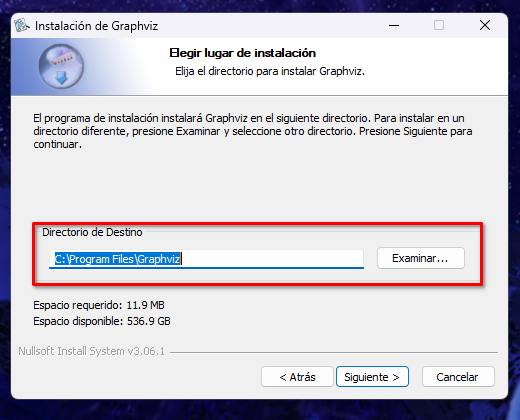 Instalación de Graphviz
Elegir lugar de instalación
Elija el directorio para instalar Graphviz.
El programa de instalación instalará Graphviz en el siguiente directorio. Para instalar en un
directorio diferente, presione Examinar y seleccione otro directorio. Presione Siguiente para
continuar.
Directorio de Destino
C:\Program Files\Graphviz
Examinar...
Espacio requerido: 11.9 MB
Espacio disponible: 536.9 GB
Nullsoft Install System v3.06.1
< Atrás
Siguiente >
Cancelar